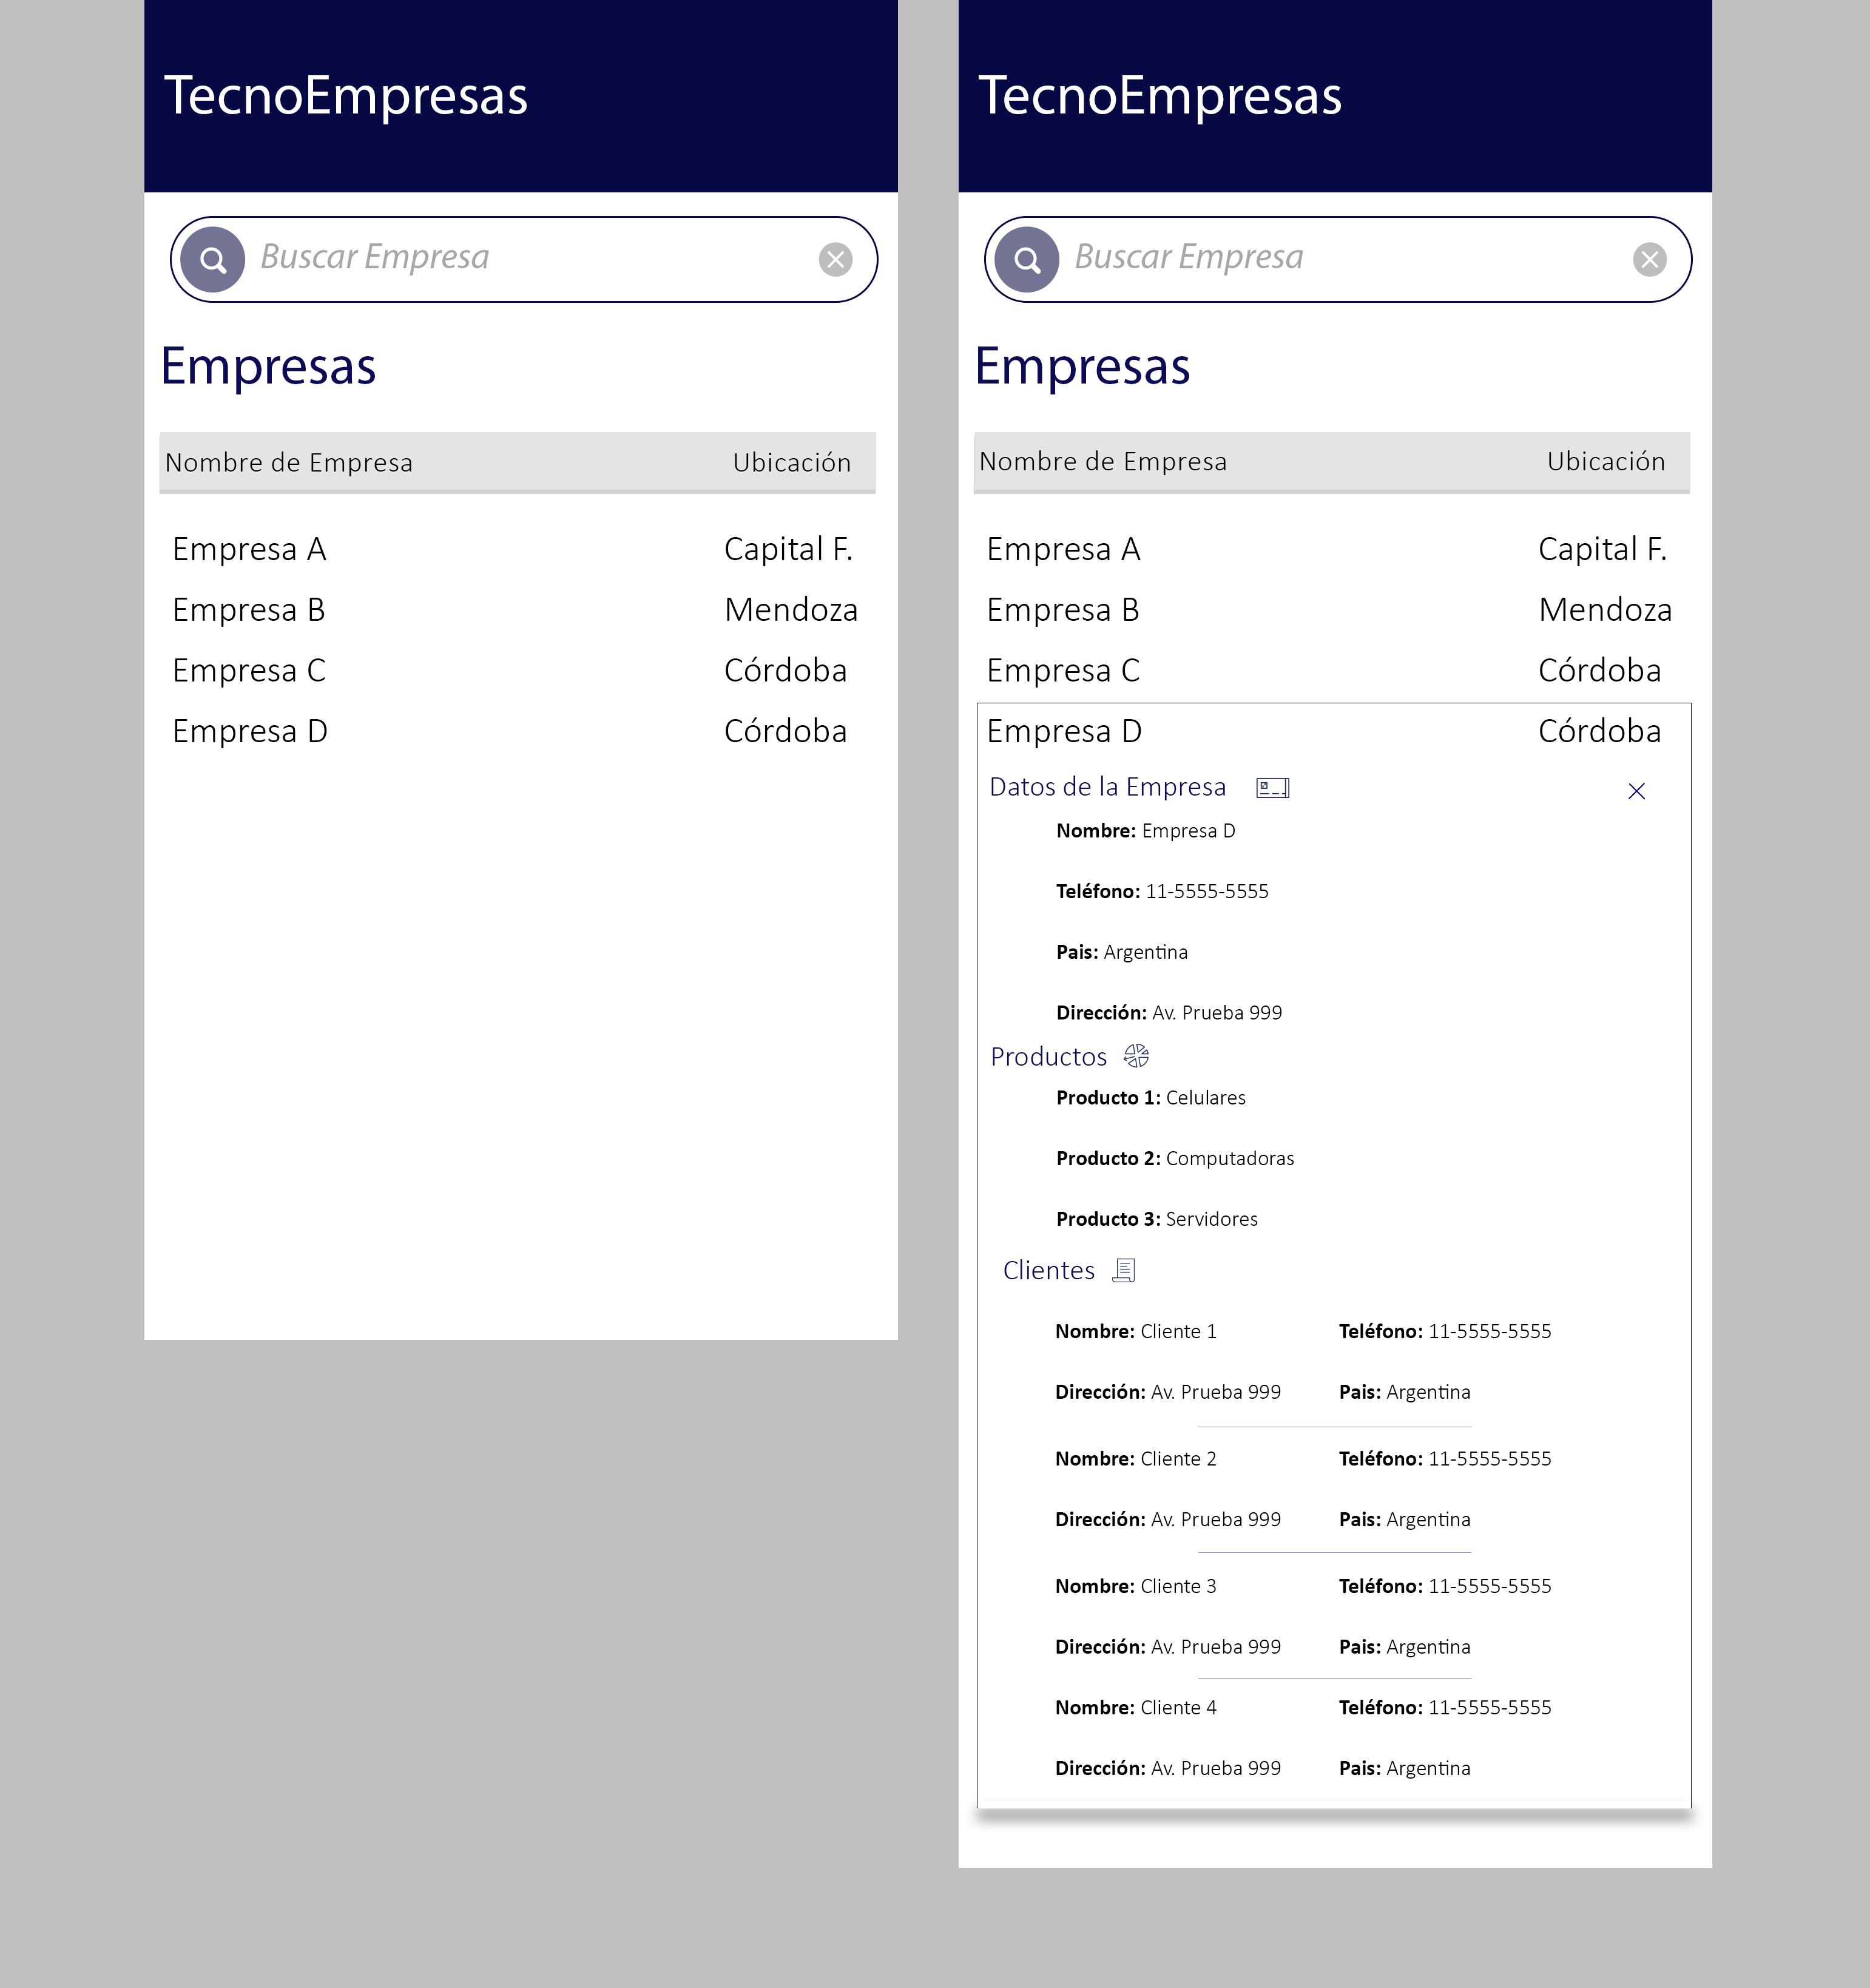 TecnoEmpresas
Buscar Empresa
Empresas
Nombre de Empresa Ubicación
Empresa A Capital F.
Empresa B Mendoza
Empresa C Córdoba
Empresa D Córdoba
TecnoEmpresas
Buscar Empresa
Empresas
Nombre de Empresa Ubicación
Empresa A Capital F.
Empresa B Mendoza
Empresa C Córdoba
Empresa D Córdoba
Datos de la Empresa
Nombre: Empresa D
Teléfono: 11-5555-5555
Pais: Argentina
Dirección: Av. Prueba 999
Productos
Producto 1: Celulares
Producto 2: Computadoras
Producto 3: Servidores
Clientes
Nombre: Cliente 1 Teléfono: 11-5555-5555
Dirección: Av. Prueba 999 Pais: Argentina
Nombre: Cliente 2 Teléfono: 11-5555-5555
Dirección: Av. Prueba 999 Pais: Argentina
Nombre: Cliente 3 Teléfono: 11-5555-5555
Dirección: Av. Prueba 999 Pais: Argentina
Nombre: Cliente 4 Teléfono: 11-5555-5555
Dirección: Av. Prueba 999 Pais: Argentina